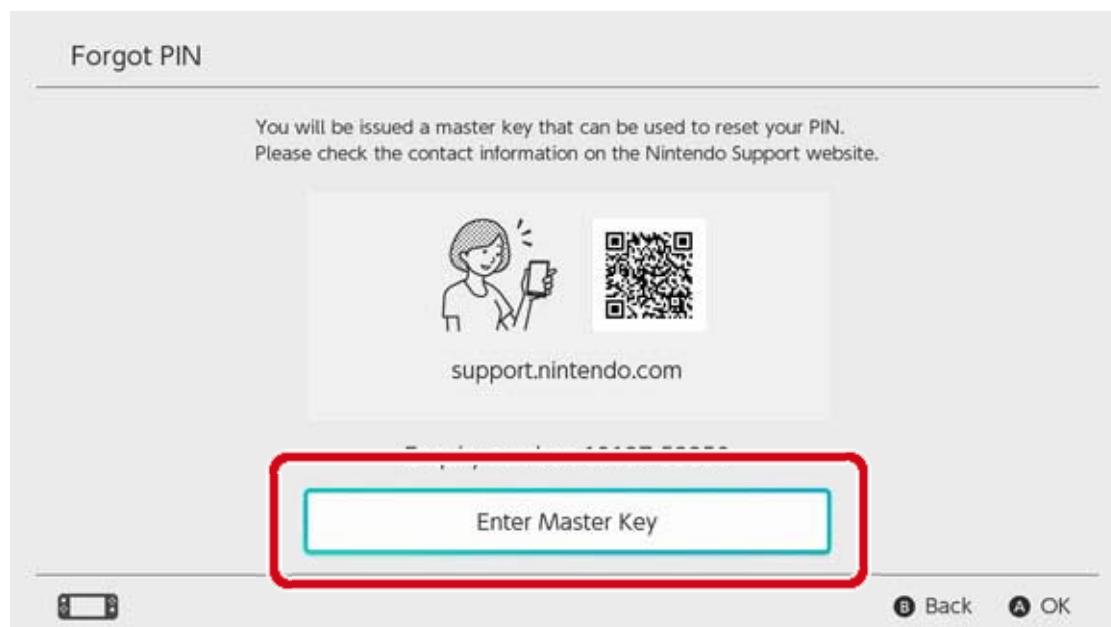 Forgot PIN
You will be issued a master key that can be used to reset your PIN.
Please check the contact information on the Nintendo Support website.
support.nintendo.com
Enter Master Key
B Back A OK